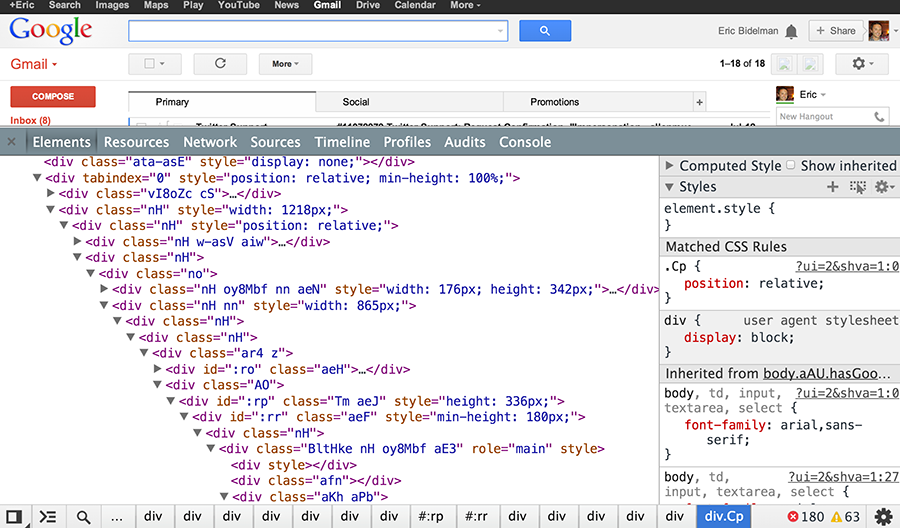 +Eric Search Images Maps Play YouTube News Gmail Drive Calendar More
Google
Eric Bidelman + Share
Gmail
More
1–18 of 18
COMPOSE
Primary Social Promotions +
Eric
Inbox (8)
New Hangout
Twitter Support
× Elements Resources Network Sources Timeline Profiles Audits Console
<div class="ata-asE" style="display: none;"></div>
<div tabindex="0" style="position: relative; min-height: 100%;">
<div class="vI8oZc cS">…</div>
<div class="nH" style="width: 1218px;">
<div class="nH" style="position: relative;">
<div class="nH w-asV aiw">…</div>
<div class="nH">
<div class="no">
<div class="nH oy8Mbf nn aeN" style="width: 176px; height: 342px;">…</div>
<div class="nH nn" style="width: 865px;">
<div class="nH">
<div class="nH">
<div class="ar4 z">
<div id=":ro" class="aeH">…</div>
<div class="AO">
<div id=":rp" class="Tm aeJ" style="height: 336px;">
<div id=":rr" class="aeF" style="min-height: 180px;">
<div class="nH">
<div class="BltHke nH oy8Mbf aE3" role="main" style>
<div style></div>
<div class="afn"></div>
<div class="aKh aPb">
Computed Style Show inherited
Styles
element.style {
}
Matched CSS Rules
.Cp { ?ui=2&shva=1:0
position: relative;
}
div { user agent stylesheet
display: block;
}
Inherited from body.aAU.hasGoo…
body, td, input, ?ui=2&shva=1:0
textarea, select {
font-family: arial,sans-
serif;
}
body, td, ?ui=2&shva=1:27
input, textarea, select {
... div div div div div div #:rp #:rr div div div div div div.Cp 180 63